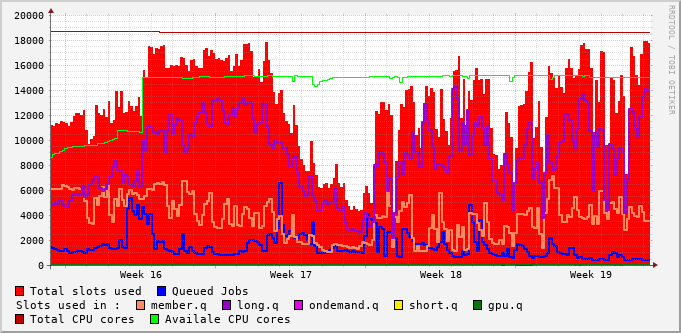 20000
18000
16000
14000
12000
10000
8000
6000
4000
2000
0
Week 16 Week 17 Week 18 Week 19
RRDTOOL / TOBI OETIKER
Total slots used Queued Jobs
Slots used in : member.q long.q ondemand.q short.q gpu.q
Total CPU cores Availale CPU cores